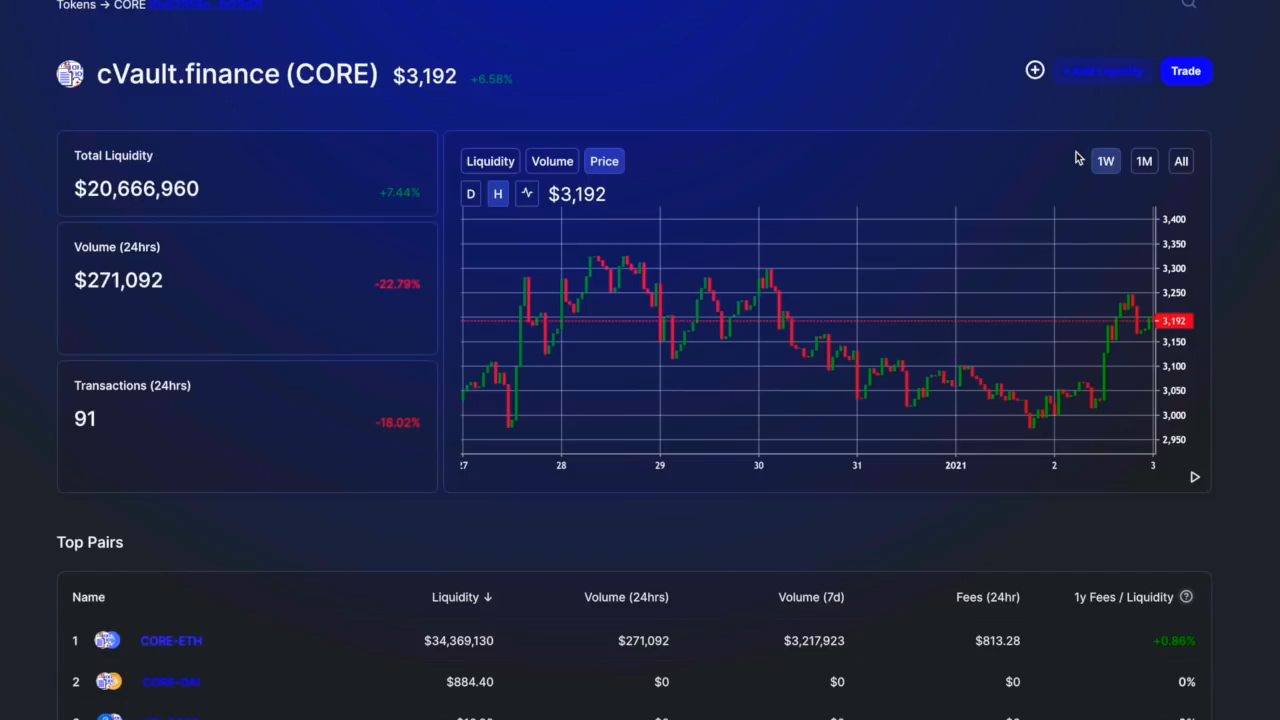 Tokens → CORE
cVault.finance (CORE) $3,192 +6.58%
+ Add Liquidity
Trade
Total Liquidity
$20,666,960 +7.44%
Volume (24hrs)
$271,092 -22.79%
Transactions (24hrs)
91 -18.02%
Liquidity Volume Price
1W 1M All
D H $3,192
3,400
3,350
3,300
3,250
3,192
3,150
3,100
3,050
3,000
2,950
27 28 29 30 31 2021 2 3
Top Pairs
Name Liquidity ↓ Volume (24hrs) Volume (7d) Fees (24hr) 1y Fees / Liquidity ?
1 CORE-ETH $34,369,130 $271,092 $3,217,923 $813.28 +0.86%
2 CORE-DAI $884.40 $0 $0 $0 0%